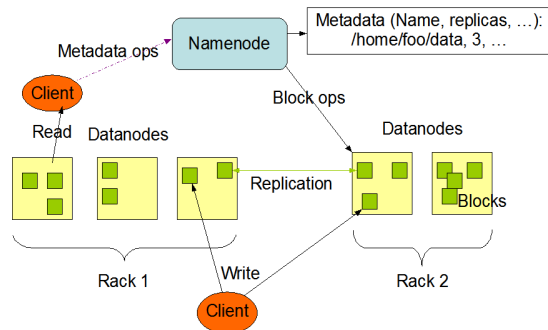 Metadata (Name, replicas, ...):
/home/foo/data, 3, ...
Namenode
Metadata ops
Client
Block ops
Read
Datanodes
Datanodes
Replication
Blocks
Rack 1
Write
Rack 2
Client